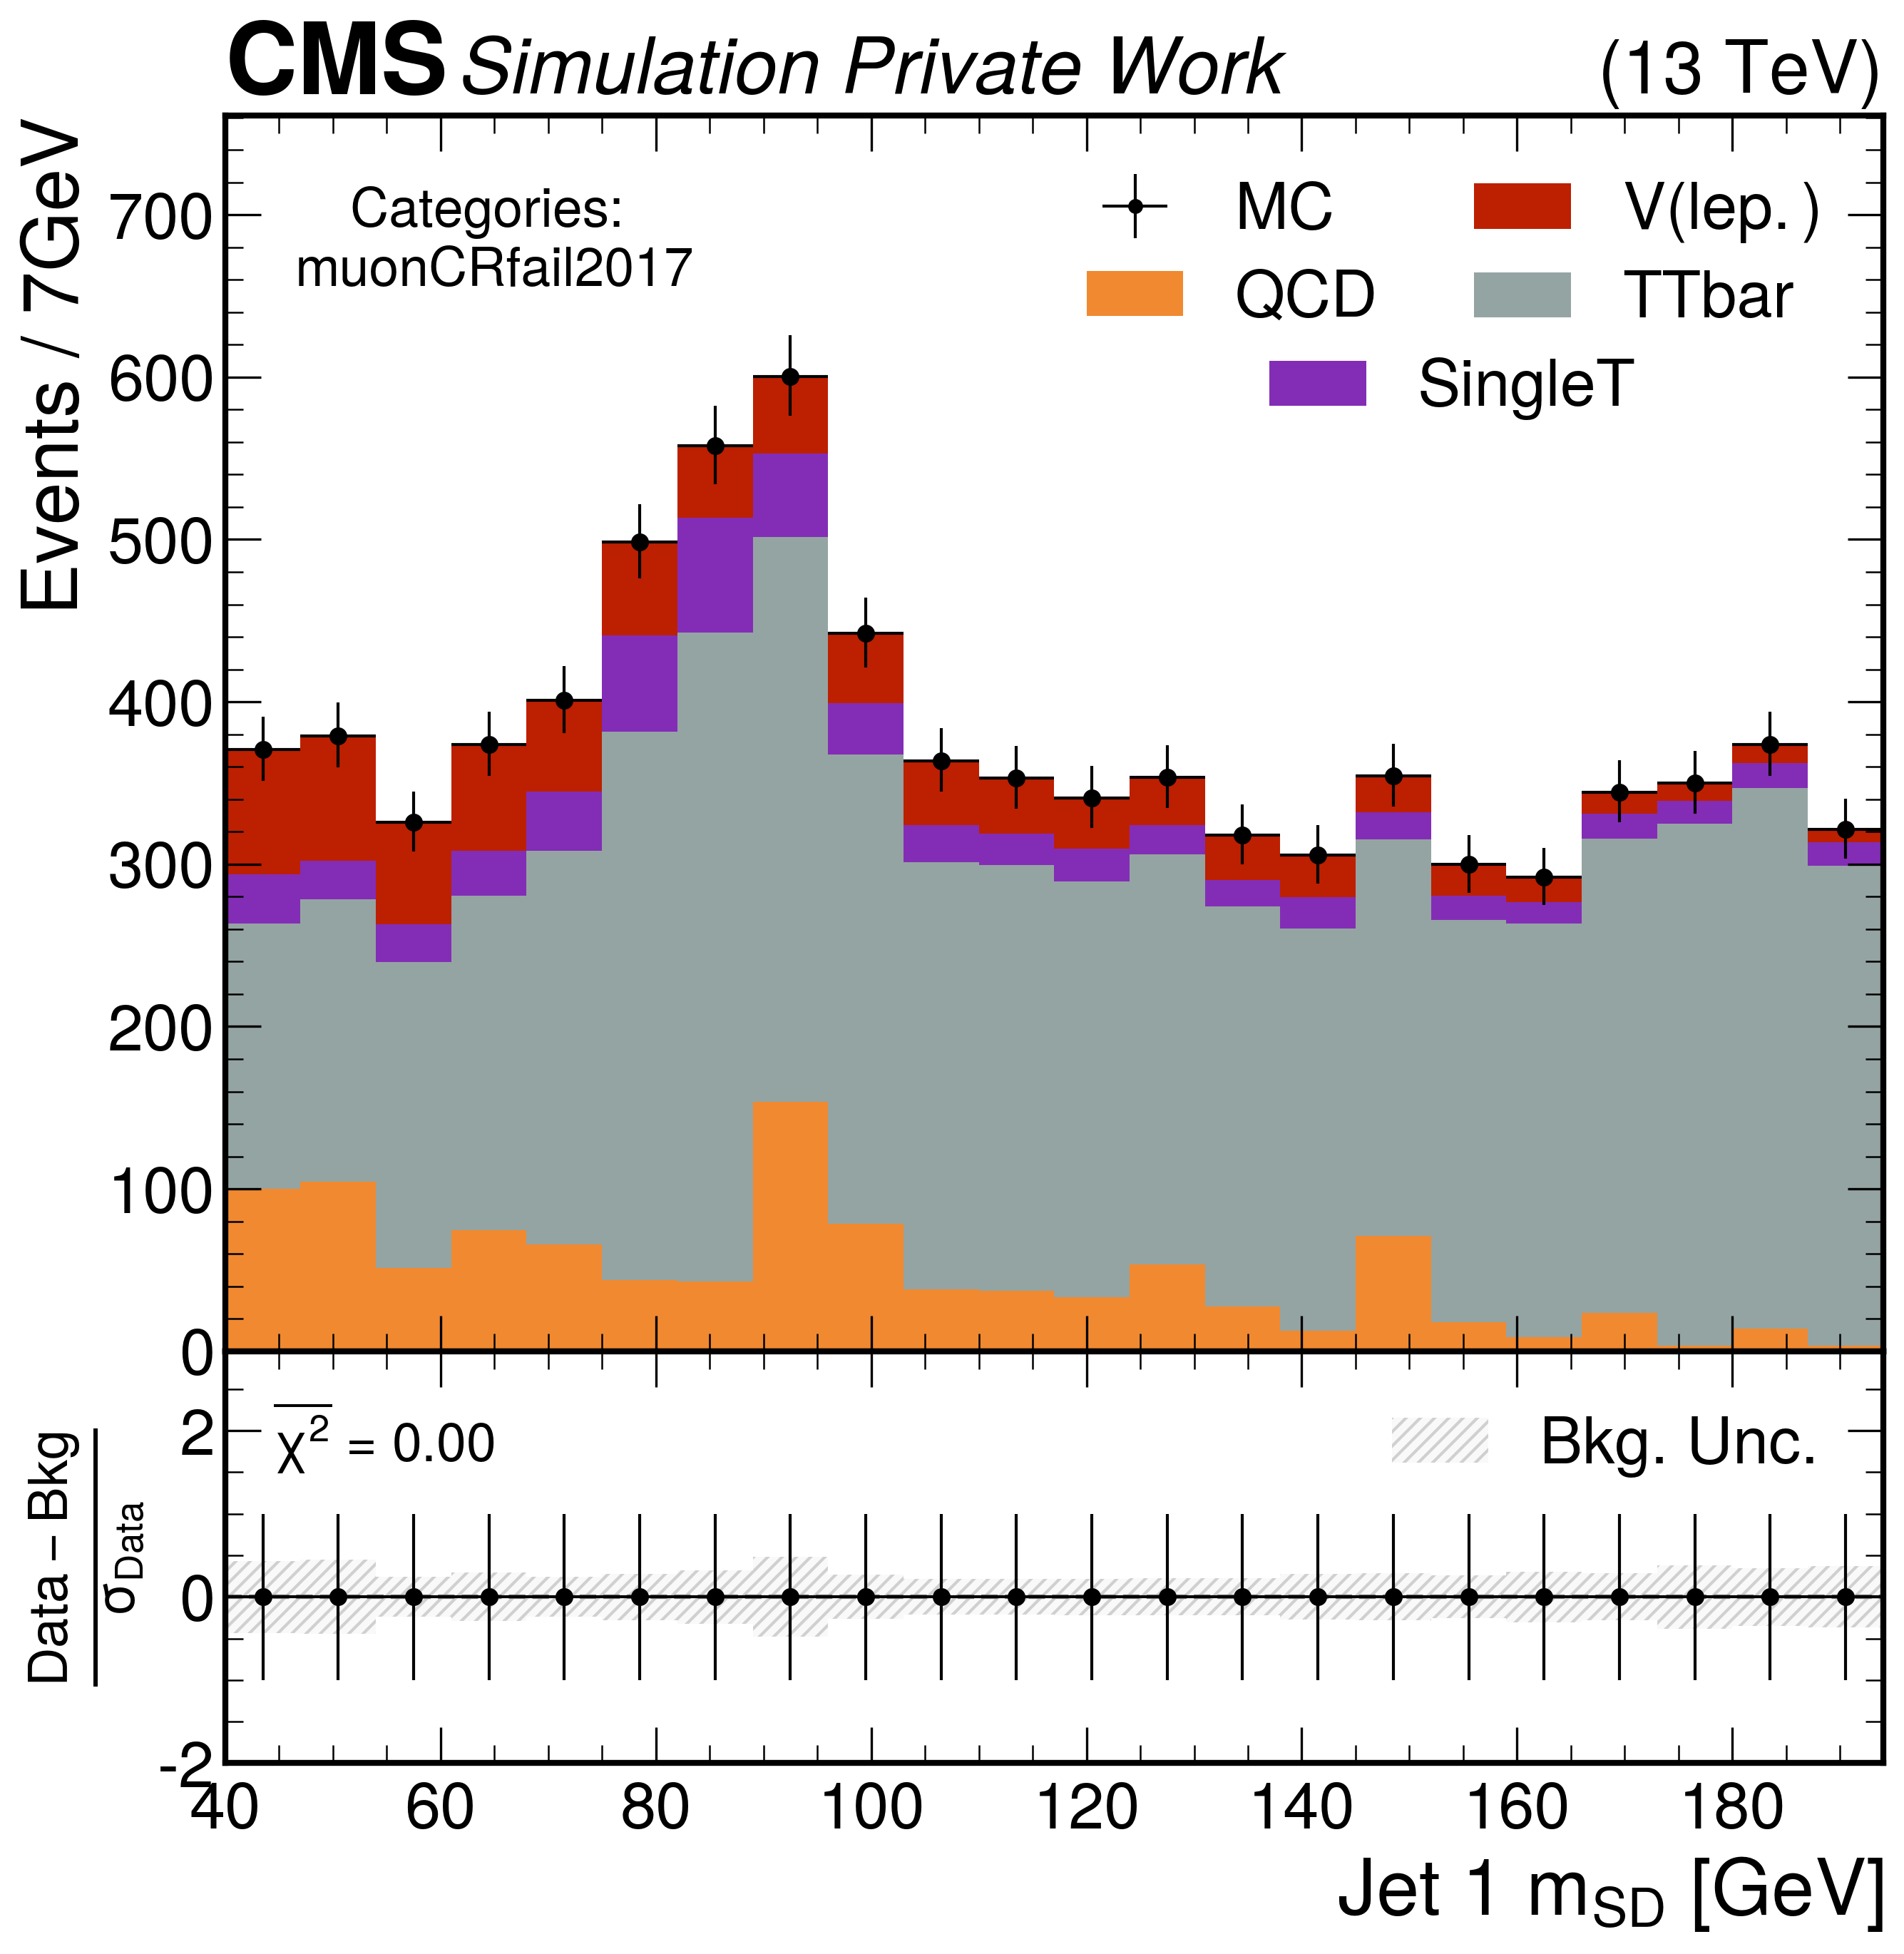 CMS Simulation Private Work (13 TeV)
Events / 7GeV
700
600
500
400
300
200
100
0
Categories:
muonCRfail2017
MC V(lep.)
QCD TTbar
SingleT
Data − Bkg
σData
2
0
-2
χ² = 0.00
Bkg. Unc.
40 60 80 100 120 140 160 180
Jet 1 mSD [GeV]